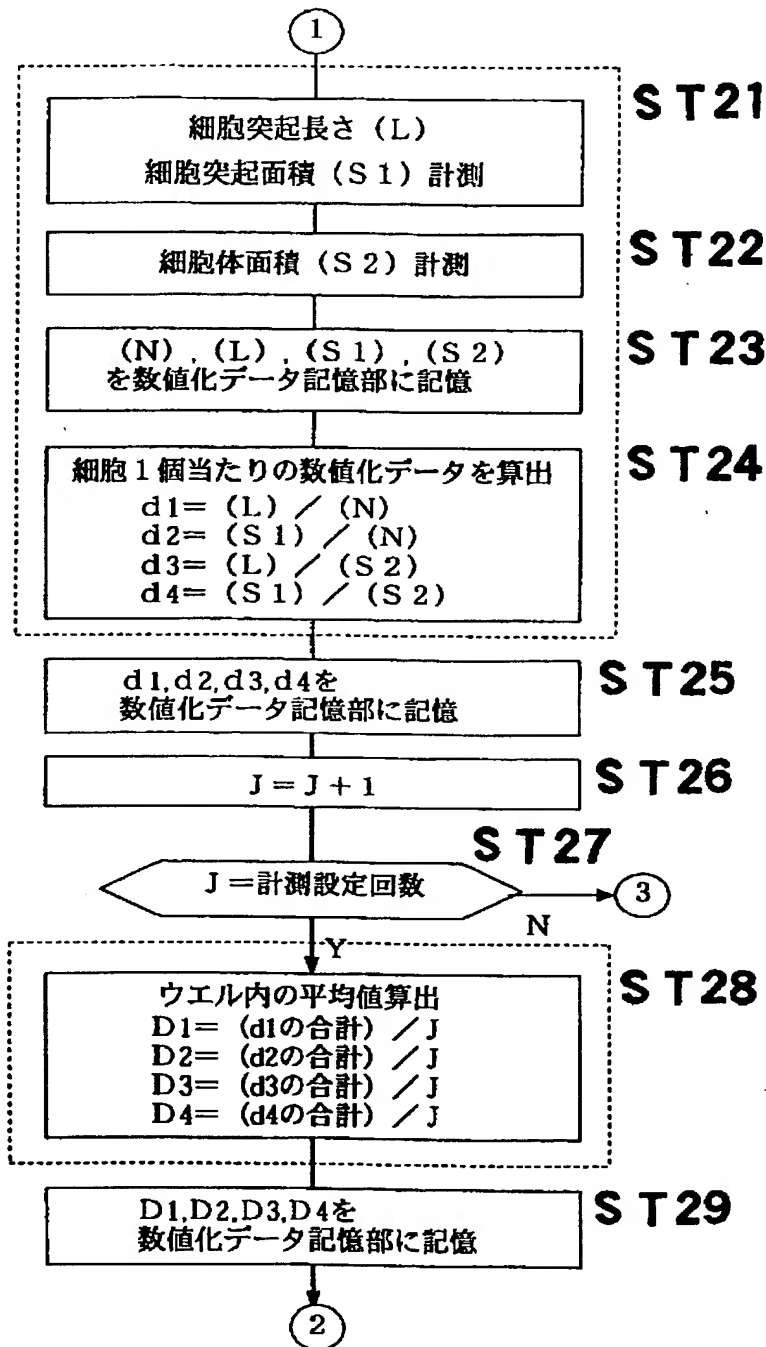 1
細胞突起長さ(L)
細胞突起面積(S1)計測
ST21
細胞体面積(S2)計測
ST22
(N),(L),(S1),(S2)
を数値化データ記憶部に記憶
ST23
細胞1個当たりの数値化データを算出
d1=(L)/(N)
d2=(S1)/(N)
d3=(L)/(S2)
d4=(S1)/(S2)
ST24
d1,d2,d3,d4を
数値化データ記憶部に記憶
ST25
J=J+1
ST26
ST27
J=計測設定回数
3
N
Y
ウエル内の平均値算出
D1=(d1の合計)/J
D2=(d2の合計)/J
D3=(d3の合計)/J
D4=(d4の合計)/J
ST28
D1,D2,D3,D4を
数値化データ記憶部に記憶
ST29
2